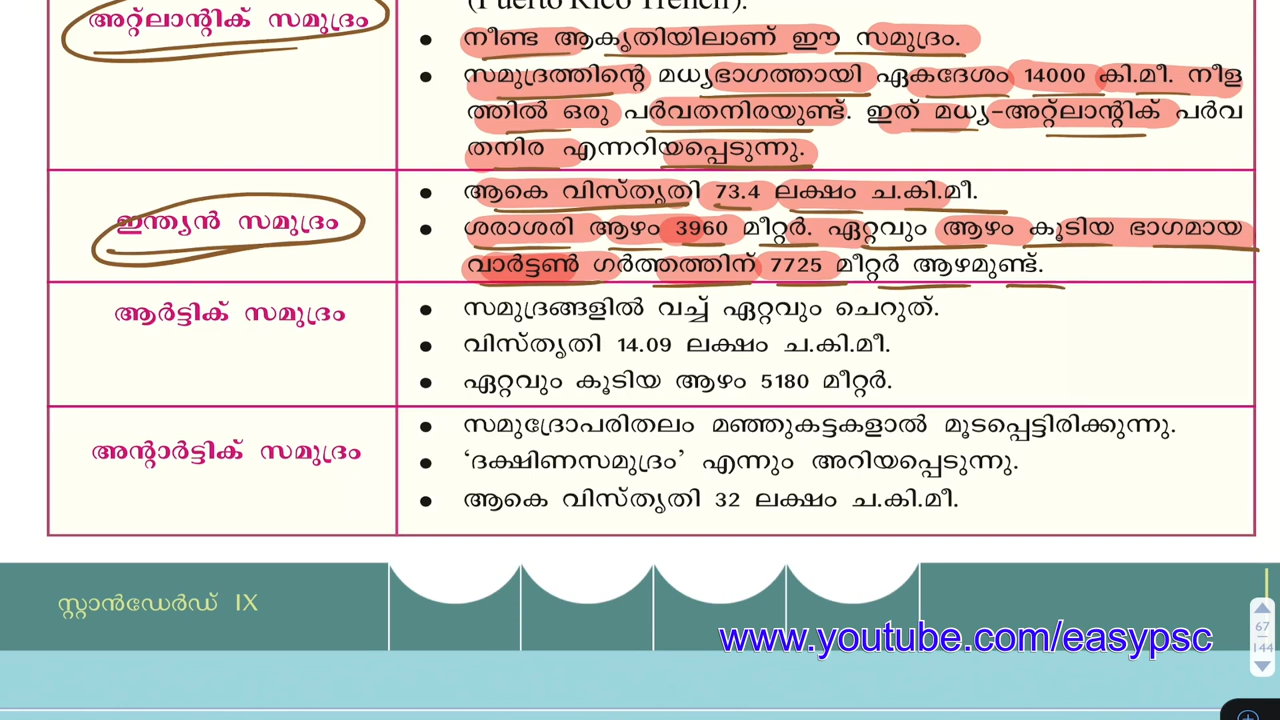 അറ്റ്ലാന്റിക് സമുദ്രം
(Puerto Rico Trench).
• നീണ്ട ആകൃതിയിലാണ് ഈ സമുദ്രം.
• സമുദ്രത്തിന്റെ മധ്യഭാഗത്തായി ഏകദേശം 14000 കി.മീ. നീള
ത്തിൽ ഒരു പർവതനിരയുണ്ട്. ഇത് മധ്യ-അറ്റ്ലാന്റിക് പർവ
തനിര എന്നറിയപ്പെടുന്നു.
ഇന്ത്യൻ സമുദ്രം
• ആകെ വിസ്തൃതി 73.4 ലക്ഷം ച.കി.മീ.
• ശരാശരി ആഴം 3960 മീറ്റർ. ഏറ്റവും ആഴം കൂടിയ ഭാഗമായ
വാർട്ടൺ ഗർത്തത്തിന് 7725 മീറ്റർ ആഴമുണ്ട്.
ആർട്ടിക് സമുദ്രം
• സമുദ്രങ്ങളിൽ വച്ച് ഏറ്റവും ചെറുത്.
• വിസ്തൃതി 14.09 ലക്ഷം ച.കി.മീ.
• ഏറ്റവും കൂടിയ ആഴം 5180 മീറ്റർ.
അന്റാർട്ടിക് സമുദ്രം
• സമുദ്രോപരിതലം മഞ്ഞുകട്ടകളാൽ മൂടപ്പെട്ടിരിക്കുന്നു.
• ‘ദക്ഷിണസമുദ്രം’ എന്നും അറിയപ്പെടുന്നു.
• ആകെ വിസ്തൃതി 32 ലക്ഷം ച.കി.മീ.
സ്റ്റാൻഡേർഡ് IX
www.youtube.com/easypsc
67
144